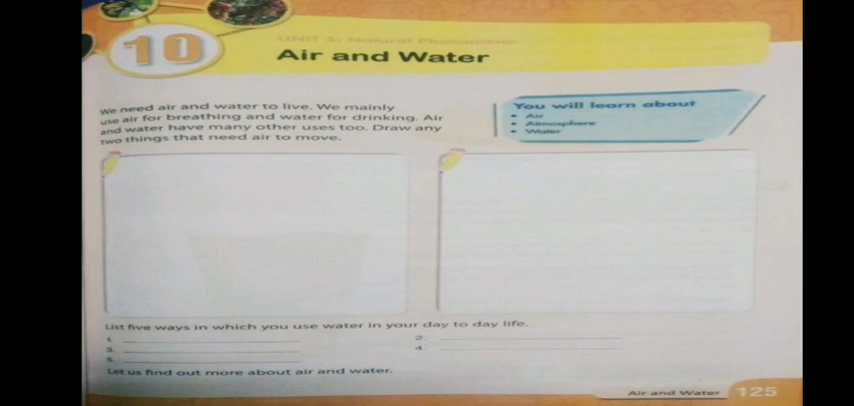 10
UNIT 5: Natural Phenomena
Air and Water
We need air and water to live. We mainly
use air for breathing and water for drinking. Air
and water have many other uses too. Draw any
two things that need air to move.
You will learn about
• Air
• Atmosphere
• Water
List five ways in which you use water in your day to day life.
1. 2.
3. 4.
5.
Let us find out more about air and water.
Air and Water 125